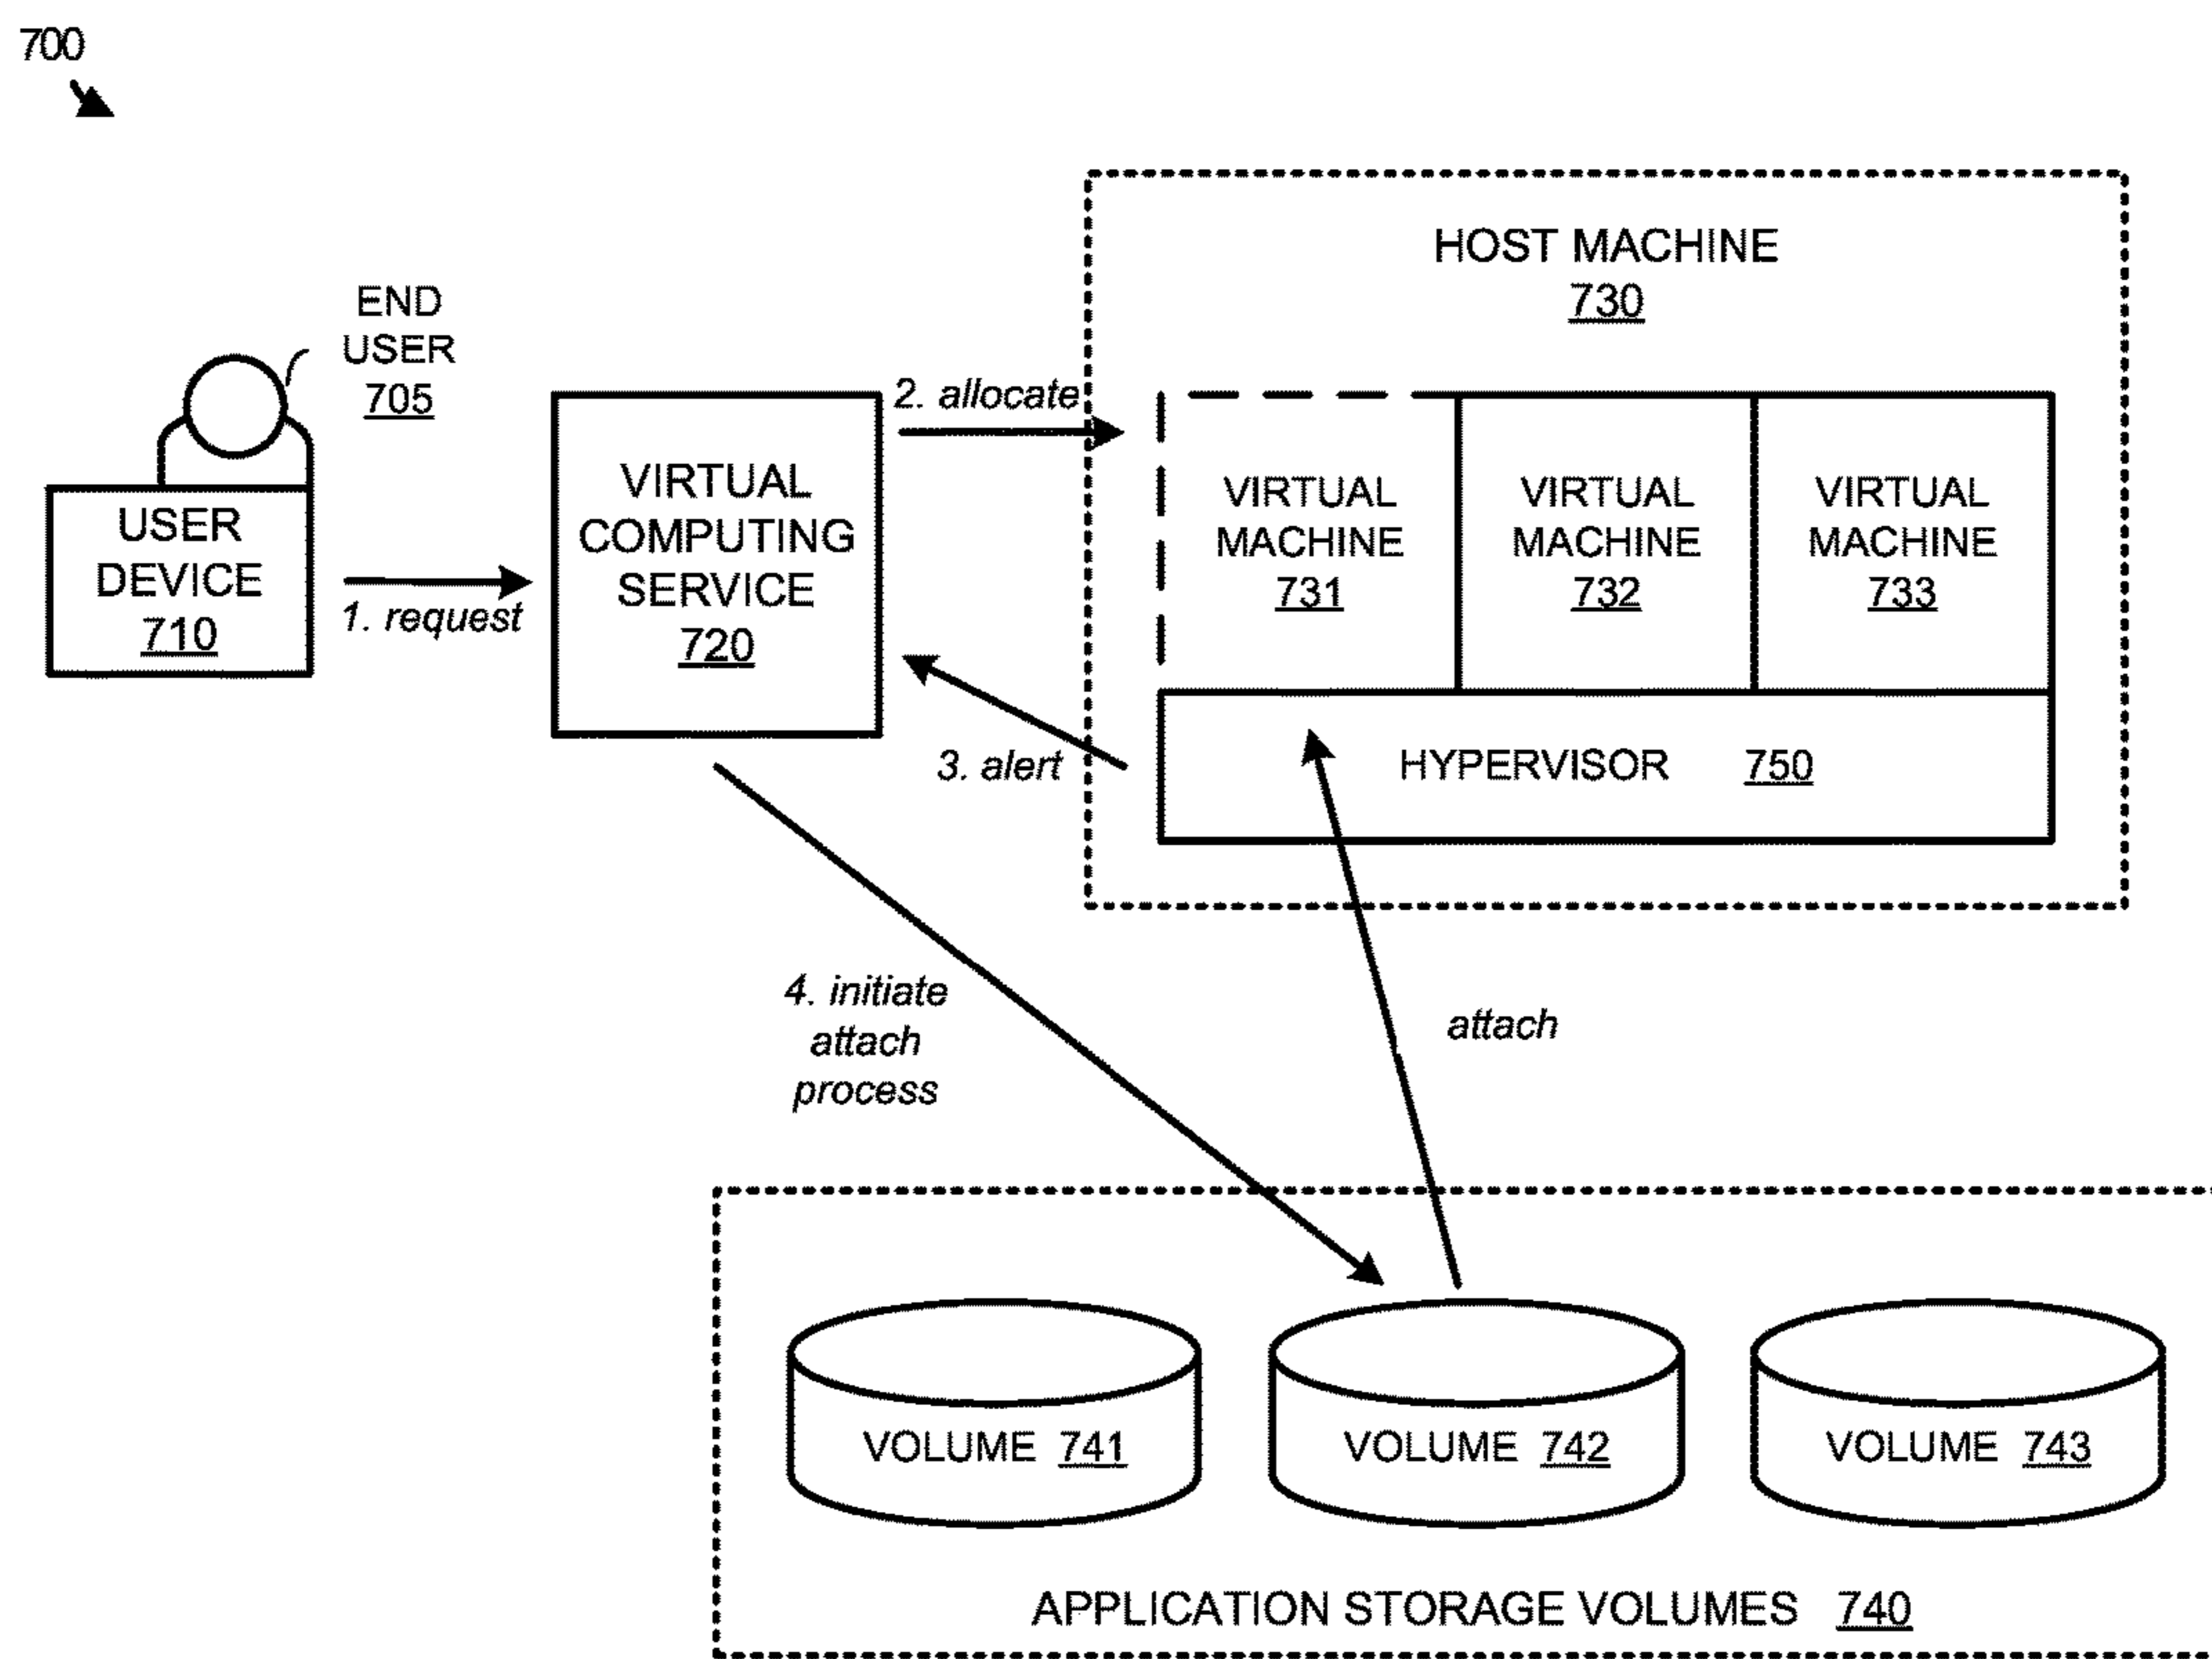 700
END
USER
705
USER
DEVICE
710
1. request
VIRTUAL
COMPUTING
SERVICE
720
2. allocate
3. alert
HOST MACHINE
730
VIRTUAL
MACHINE
731
VIRTUAL
MACHINE
732
VIRTUAL
MACHINE
733
HYPERVISOR 750
4. initiate
attach
process
attach
VOLUME 741
VOLUME 742
VOLUME 743
APPLICATION STORAGE VOLUMES 740